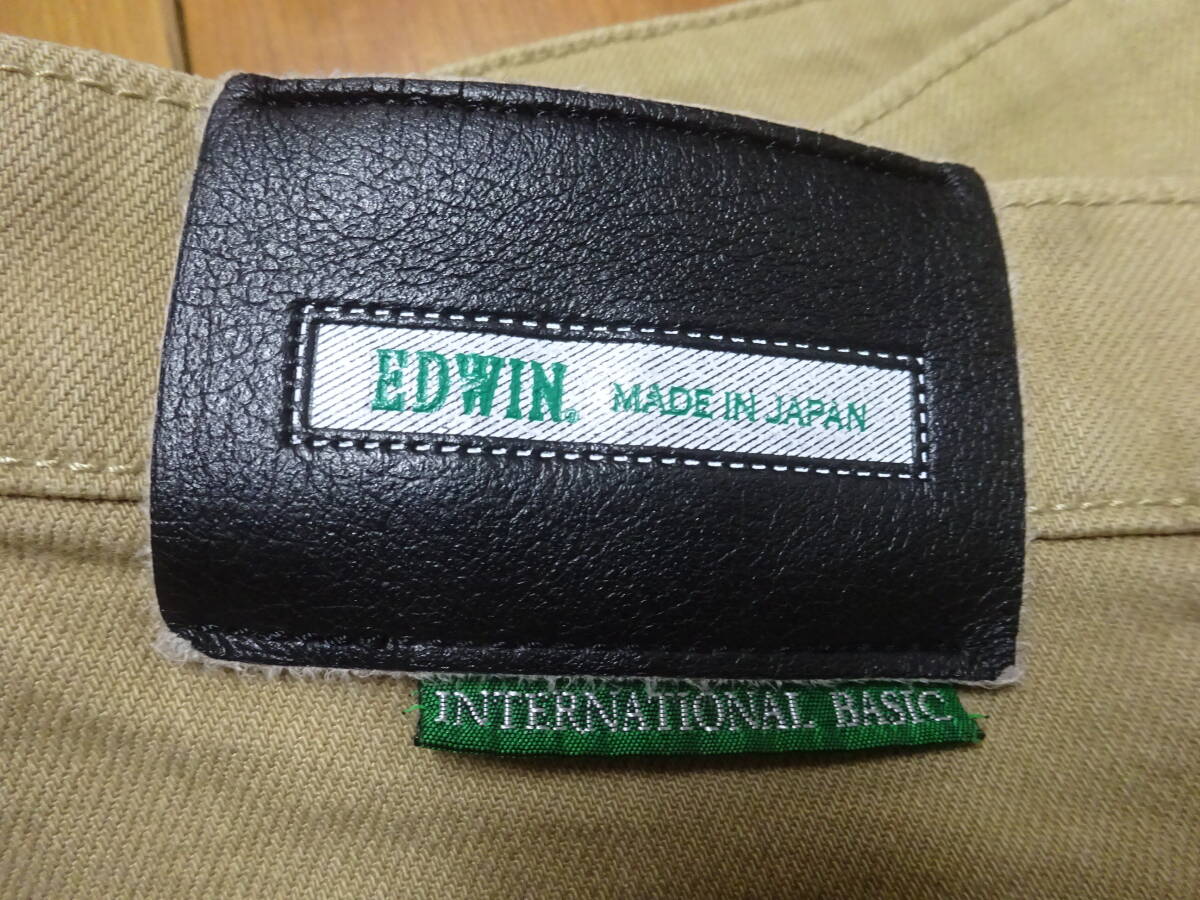 EDWIN. MADE IN JAPAN
INTERNATIONAL BASIC